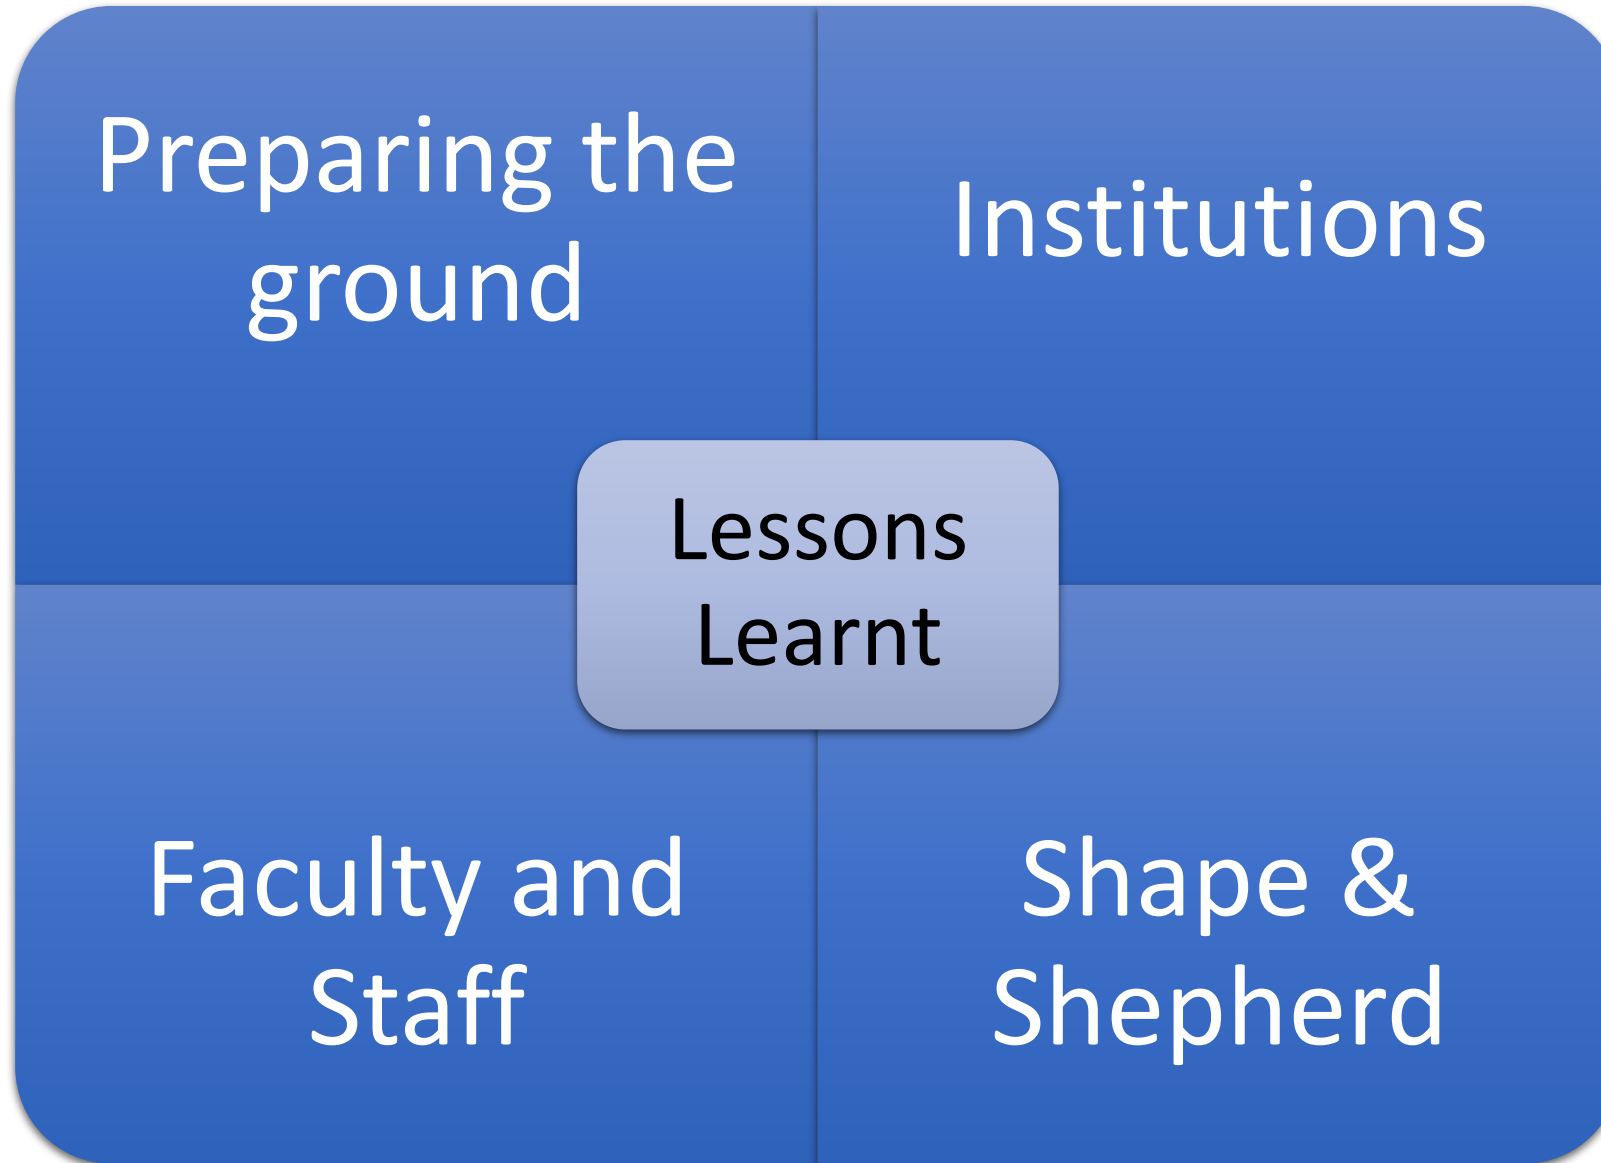 Preparing the
ground
Institutions
Lessons
Learnt
Faculty and
Staff
Shape &
Shepherd